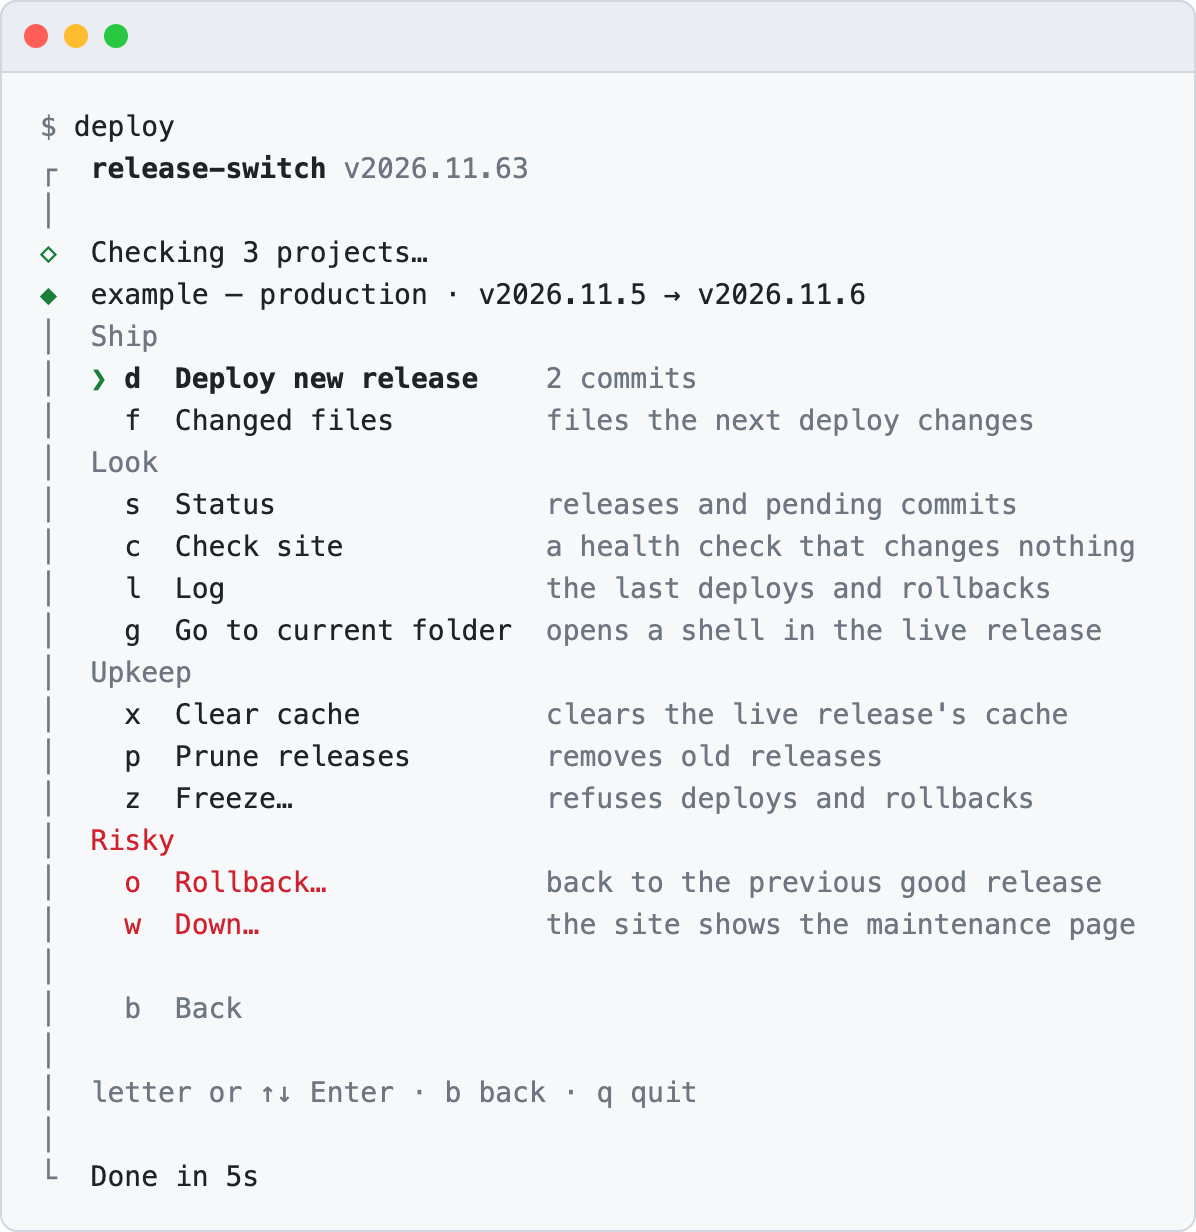 $ deploy
┌  release-switch v2026.11.63
│
◇  Checking 3 projects…
◆  example — production · v2026.11.5 → v2026.11.6
│  Ship
│  ❯ d  Deploy new release    2 commits
│    f  Changed files         files the next deploy changes
│  Look
│    s  Status                releases and pending commits
│    c  Check site            a health check that changes nothing
│    l  Log                   the last deploys and rollbacks
│    g  Go to current folder  opens a shell in the live release
│  Upkeep
│    x  Clear cache           clears the live release's cache
│    p  Prune releases        removes old releases
│    z  Freeze…               refuses deploys and rollbacks
│  Risky
│    o  Rollback…             back to the previous good release
│    w  Down…                 the site shows the maintenance page
│
│    b  Back
│
│  letter or ↑↓ Enter · b back · q quit
│
└  Done in 5s